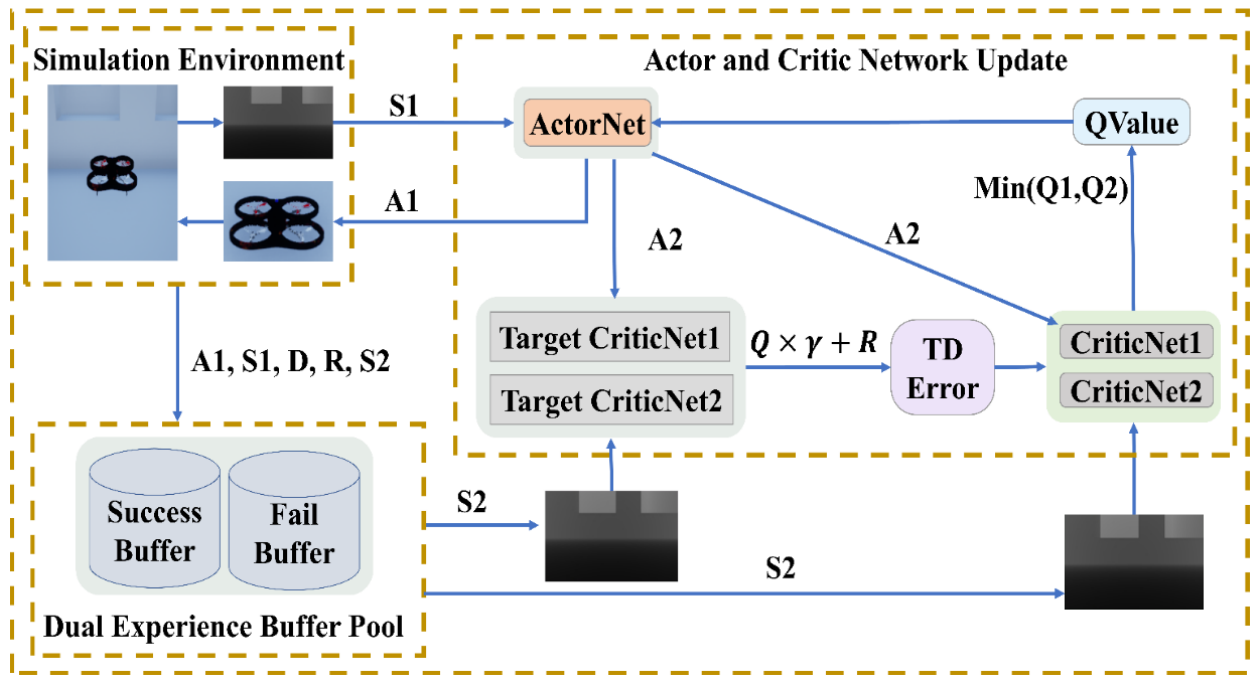 Simulation Environment
S1
A1
A1, S1, D, R, S2
Success
Buffer
Fail
Buffer
Dual Experience Buffer Pool
Actor and Critic Network Update
ActorNet
QValue
A2
A2
Min(Q1,Q2)
Target CriticNet1
Target CriticNet2
Q × γ + R
TD
Error
CriticNet1
CriticNet2
S2
S2